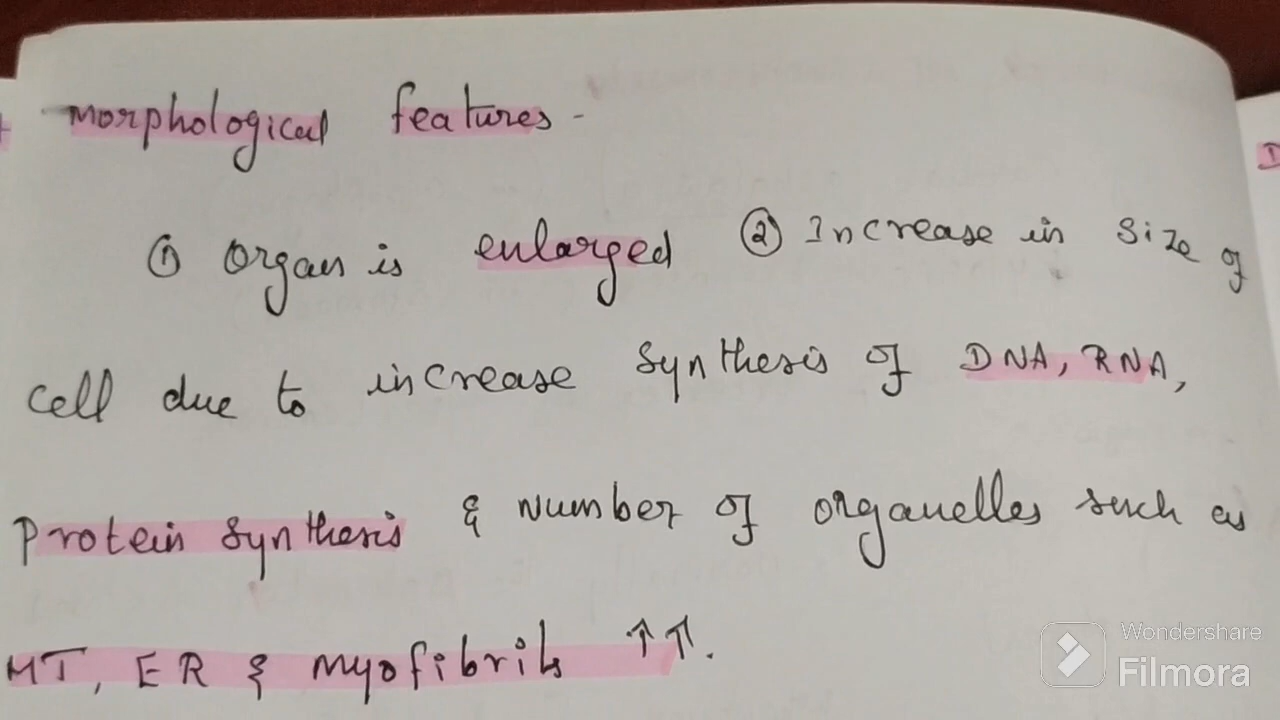 morphological features -
① Organ is enlarged ② Increase in size of
cell due to increase synthesis of DNA, RNA,
Protein synthesis & number of organelles such as
MT, ER & myofibrils ↑↑.
Wondershare
Filmora